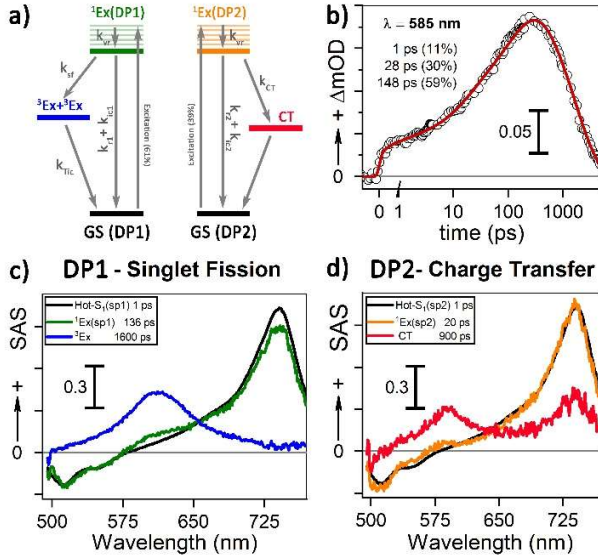 a)
¹Ex(DP1) ¹Ex(DP2)
k_vr k_vr
k_sf k_CT
³Ex+³Ex
CT
k_r1 + k_ic1
Excitation (61%)
Excitation (39%)
k_r2 + k_ic2
k_Tic
GS (DP1) GS (DP2)
b)
λ = 585 nm
1 ps (11%)
28 ps (30%)
148 ps (59%)
+ ΔmOD
0.05
0
0 1 10 100 1000
time (ps)
c) DP1 - Singlet Fission
Hot-S₁(sp1) 1 ps
¹Ex(sp1) 136 ps
³Ex 1600 ps
+ SAS
0.3
0
500 575 650 725
Wavelength (nm)
d) DP2- Charge Transfer
Hot-S₁(sp2) 1 ps
¹Ex(sp2) 20 ps
CT 900 ps
+ SAS
0.3
0
500 575 650 725
Wavelength (nm)